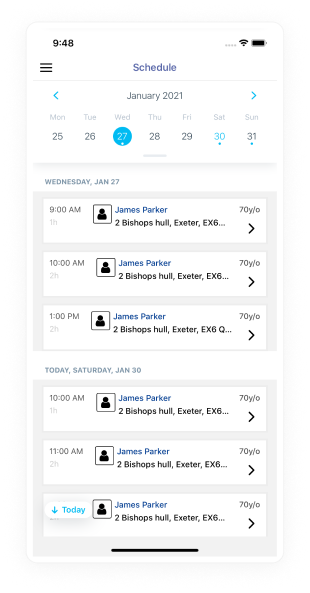 9:48
Schedule
January 2021
Mon Tue Wed Thu Fri Sat Sun
25 26 27 28 29 30 31
WEDNESDAY, JAN 27
9:00 AM James Parker 70y/o
1h 2 Bishops hull, Exeter, EX6...
10:00 AM James Parker 70y/o
2h 2 Bishops hull, Exeter, EX6...
1:00 PM James Parker 70y/o
2h 2 Bishops hull, Exeter, EX6 Q...
TODAY, SATURDAY, JAN 30
10:00 AM James Parker 70y/o
1h 2 Bishops hull, Exeter, EX6...
11:00 AM James Parker 70y/o
2h 2 Bishops hull, Exeter, EX6...
James Parker 70y/o
Today 2 Bishops hull, Exeter, EX6...